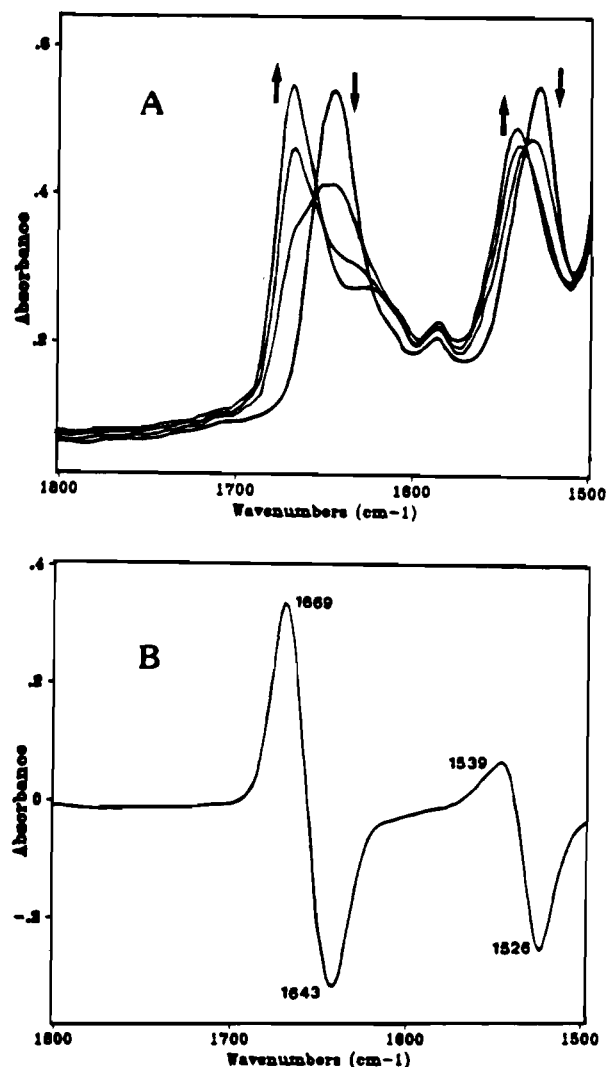 .6
A
.4
Absorbance
.2
1800 1700 1600 1500
Wavenumbers (cm-1)
.4
1669
B
.2
1539
Absorbance
0
-.2
1526
1643
1800 1700 1600 1500
Wavenumbers (cm-1)